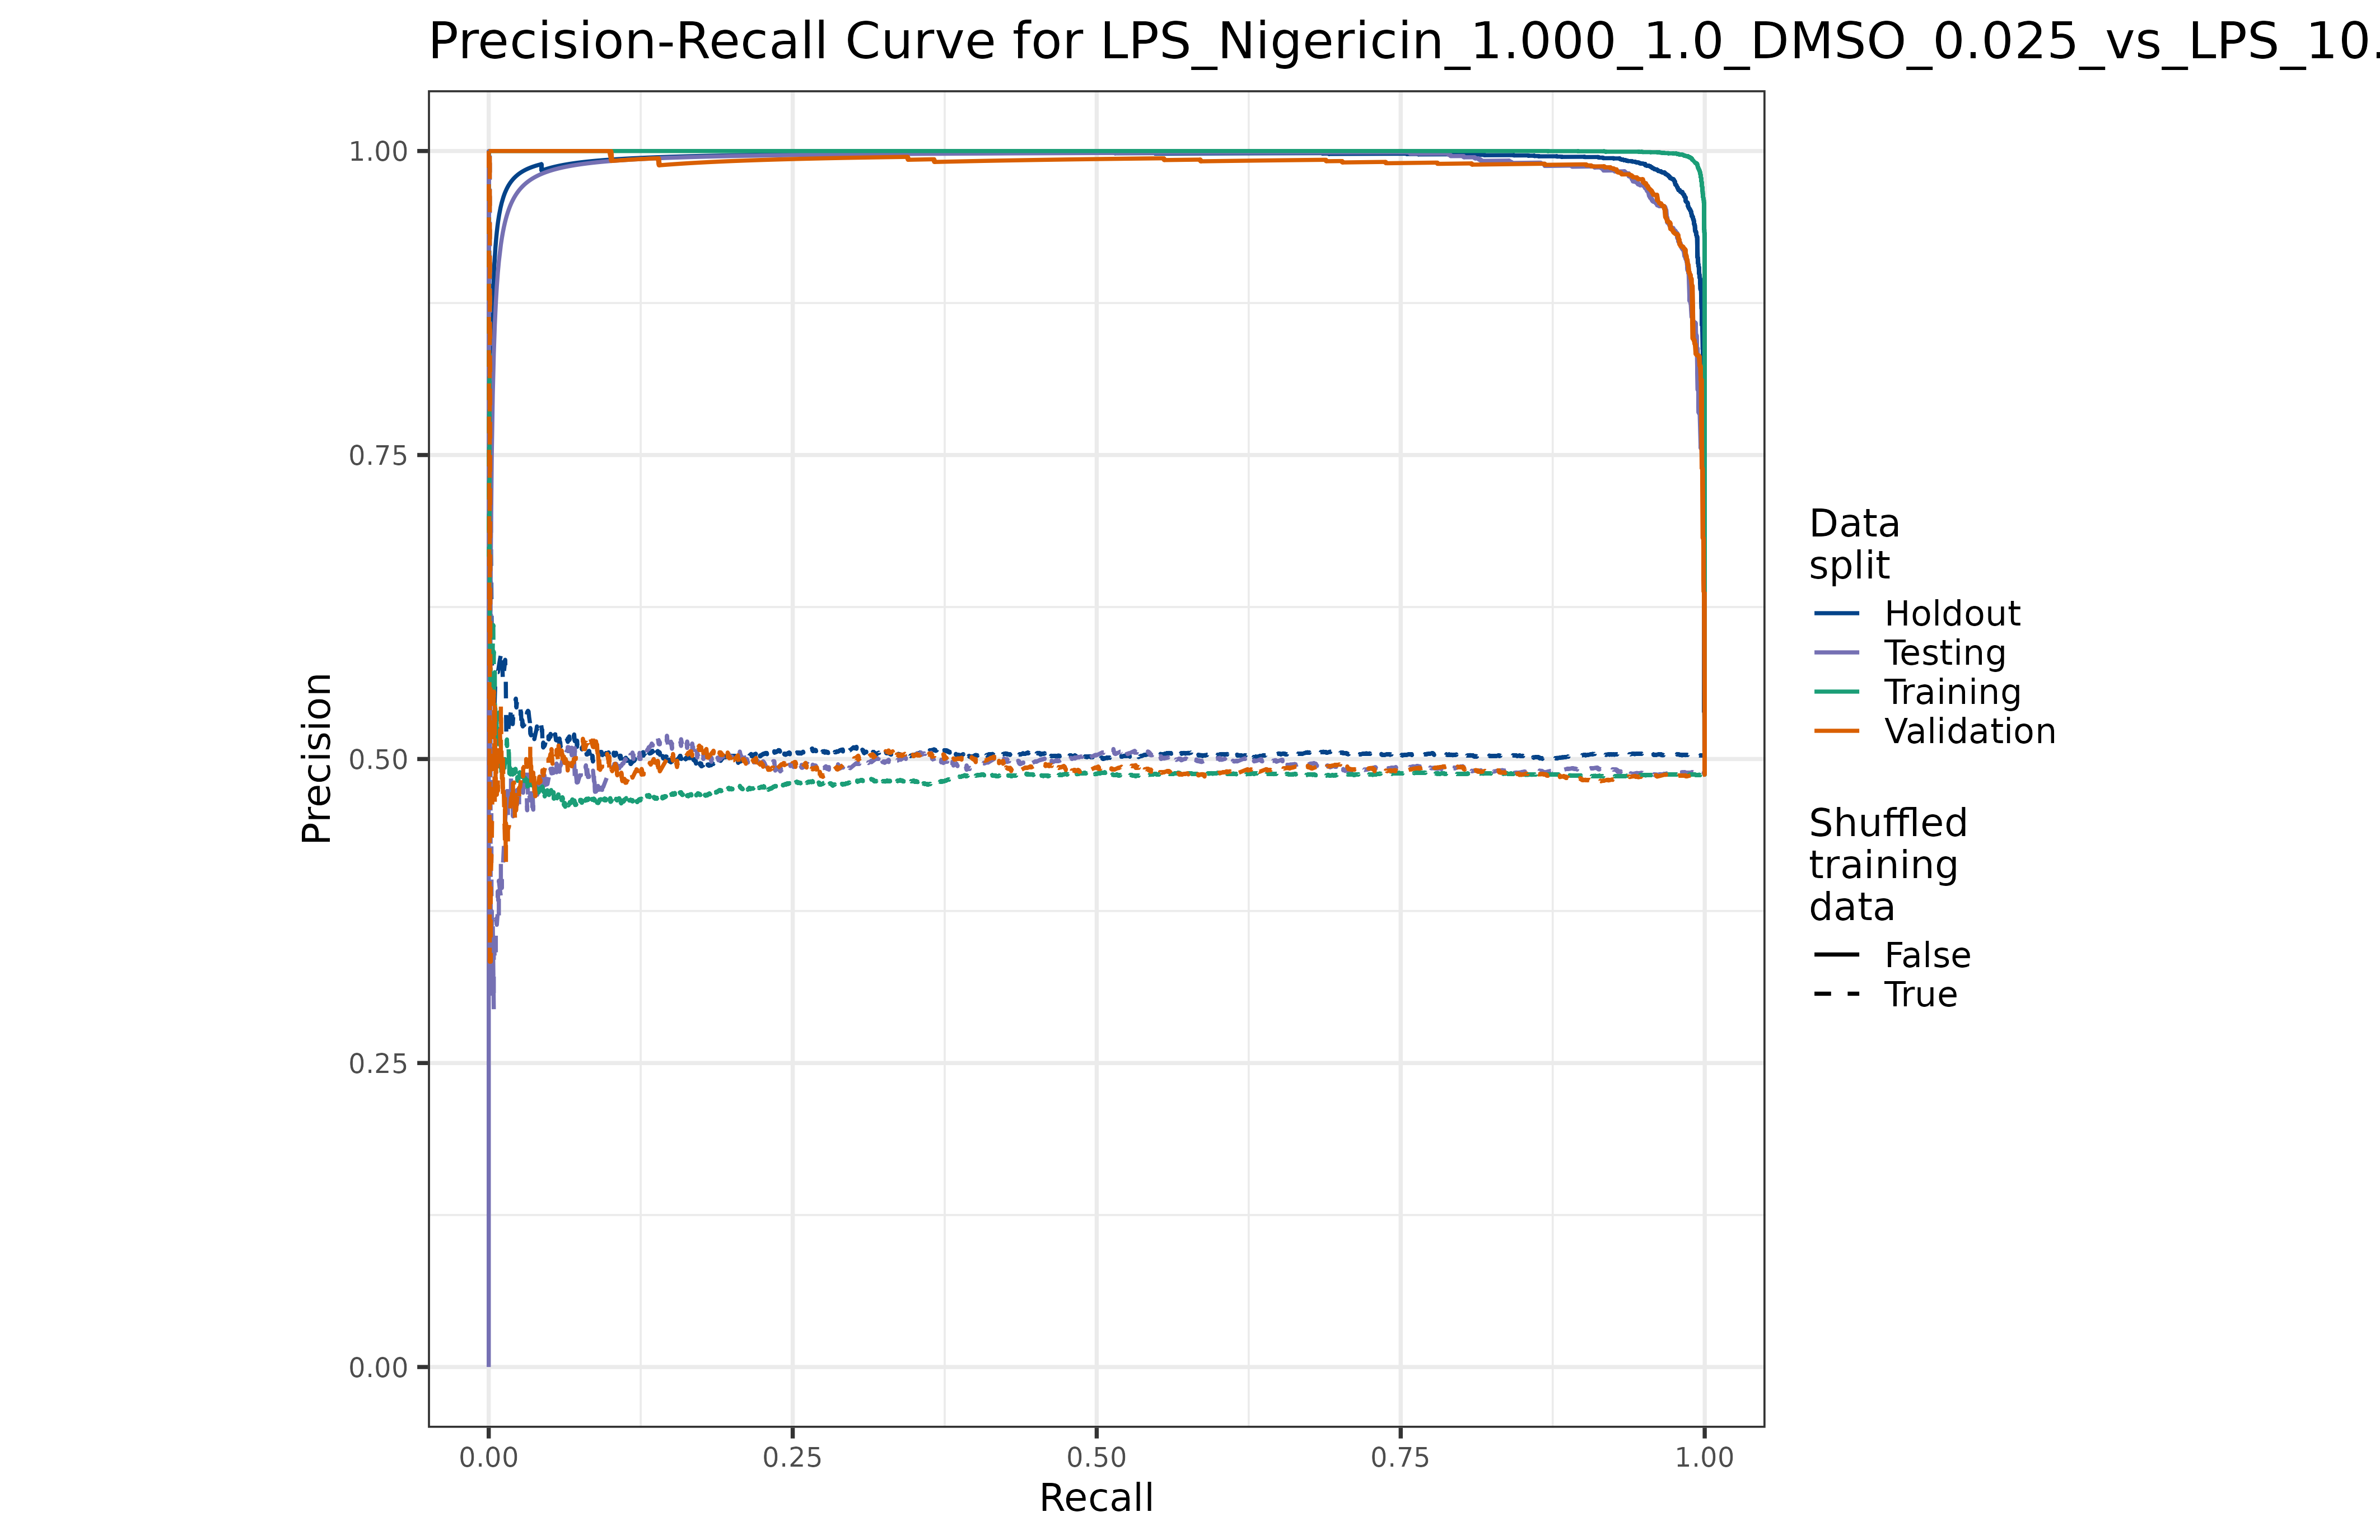 Precision-Recall Curve for LPS_Nigericin_1.000_1.0_DMSO_0.025_vs_LPS_10.
1.00
0.75
0.50
0.25
0.00
Precision
0.00 0.25 0.50 0.75 1.00
Recall
Data
split
Holdout
Testing
Training
Validation
Shuffled
training
data
False
True